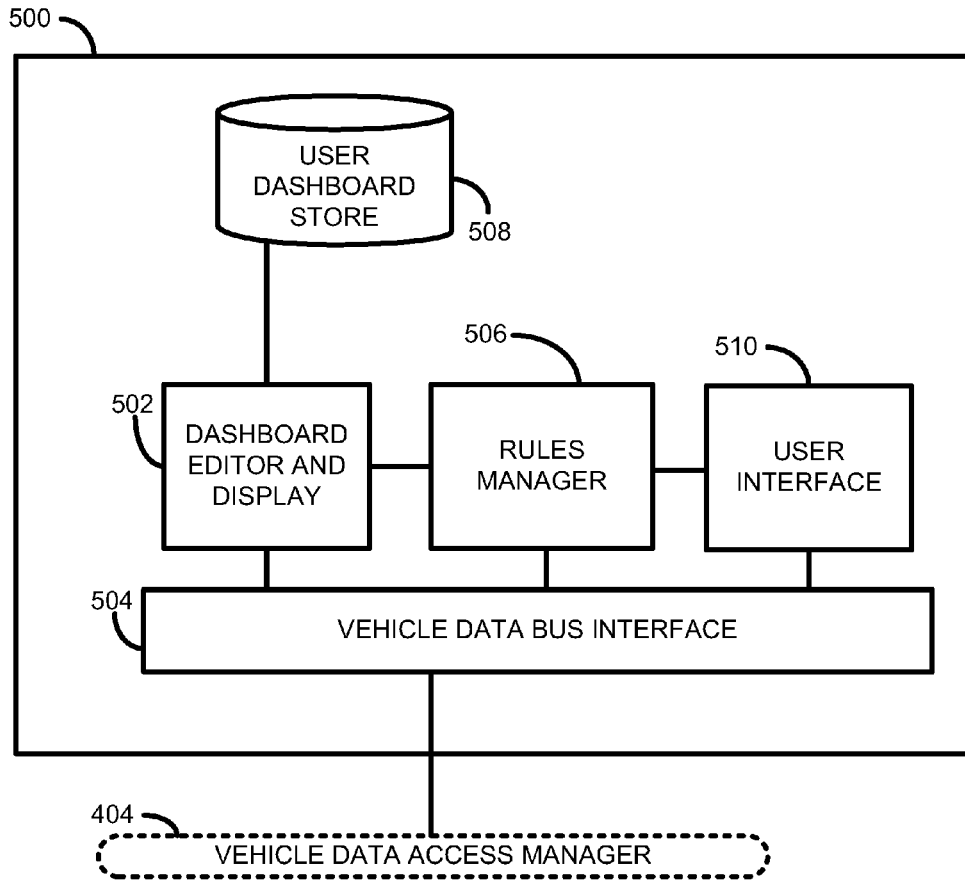 500
USER
DASHBOARD
STORE
508
506
510
502
DASHBOARD
EDITOR AND
DISPLAY
RULES
MANAGER
USER
INTERFACE
504
VEHICLE DATA BUS INTERFACE
404
VEHICLE DATA ACCESS MANAGER